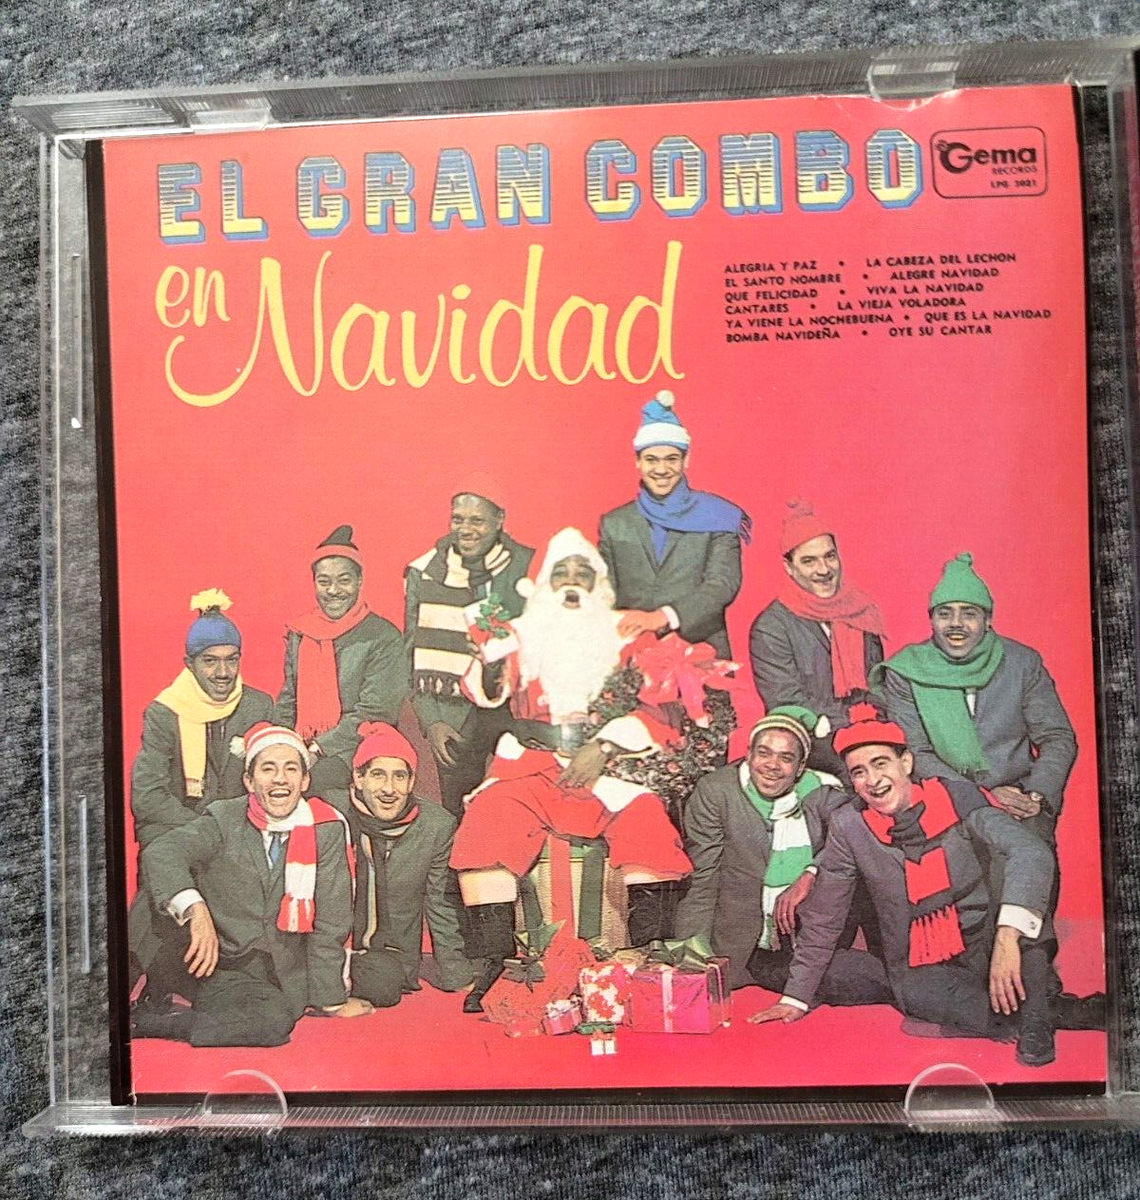 EL GRAN COMBO
en Navidad
Gema
RECORDS
LPG 3021
ALEGRIA Y PAZ • LA CABEZA DEL LECHON
EL SANTO NOMBRE • ALEGRE NAVIDAD
QUE FELICIDAD • VIVA LA NAVIDAD
CANTARES • LA VIEJA VOLADORA
YA VIENE LA NOCHEBUENA • QUE ES LA NAVIDAD
BOMBA NAVIDEÑA • OYE SU CANTAR